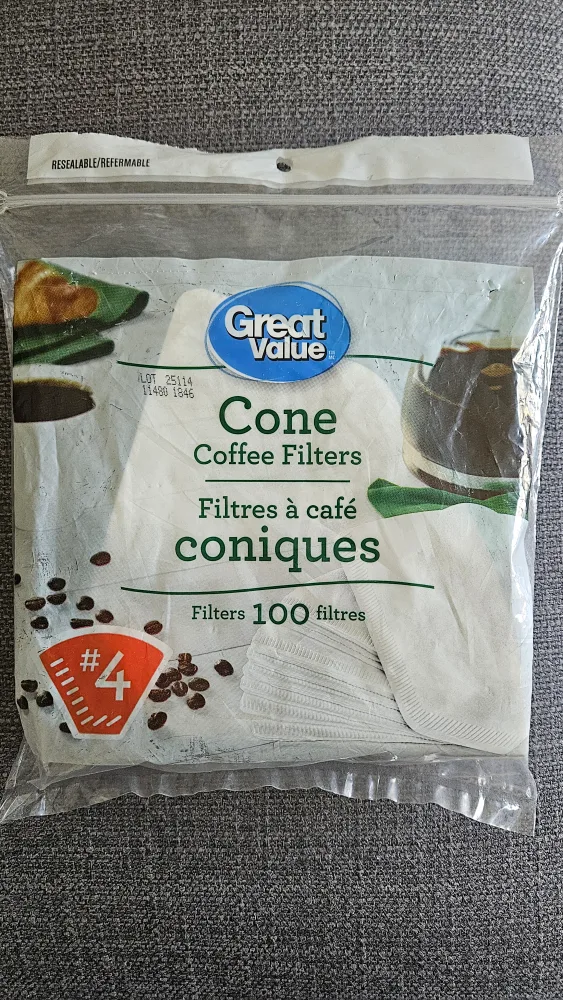 RESEALABLE/REFERMABLE
Great
Value
LOT 25114
11480 1846
Cone
Coffee Filters
Filtres à café
coniques
Filters 100 filtres
#4